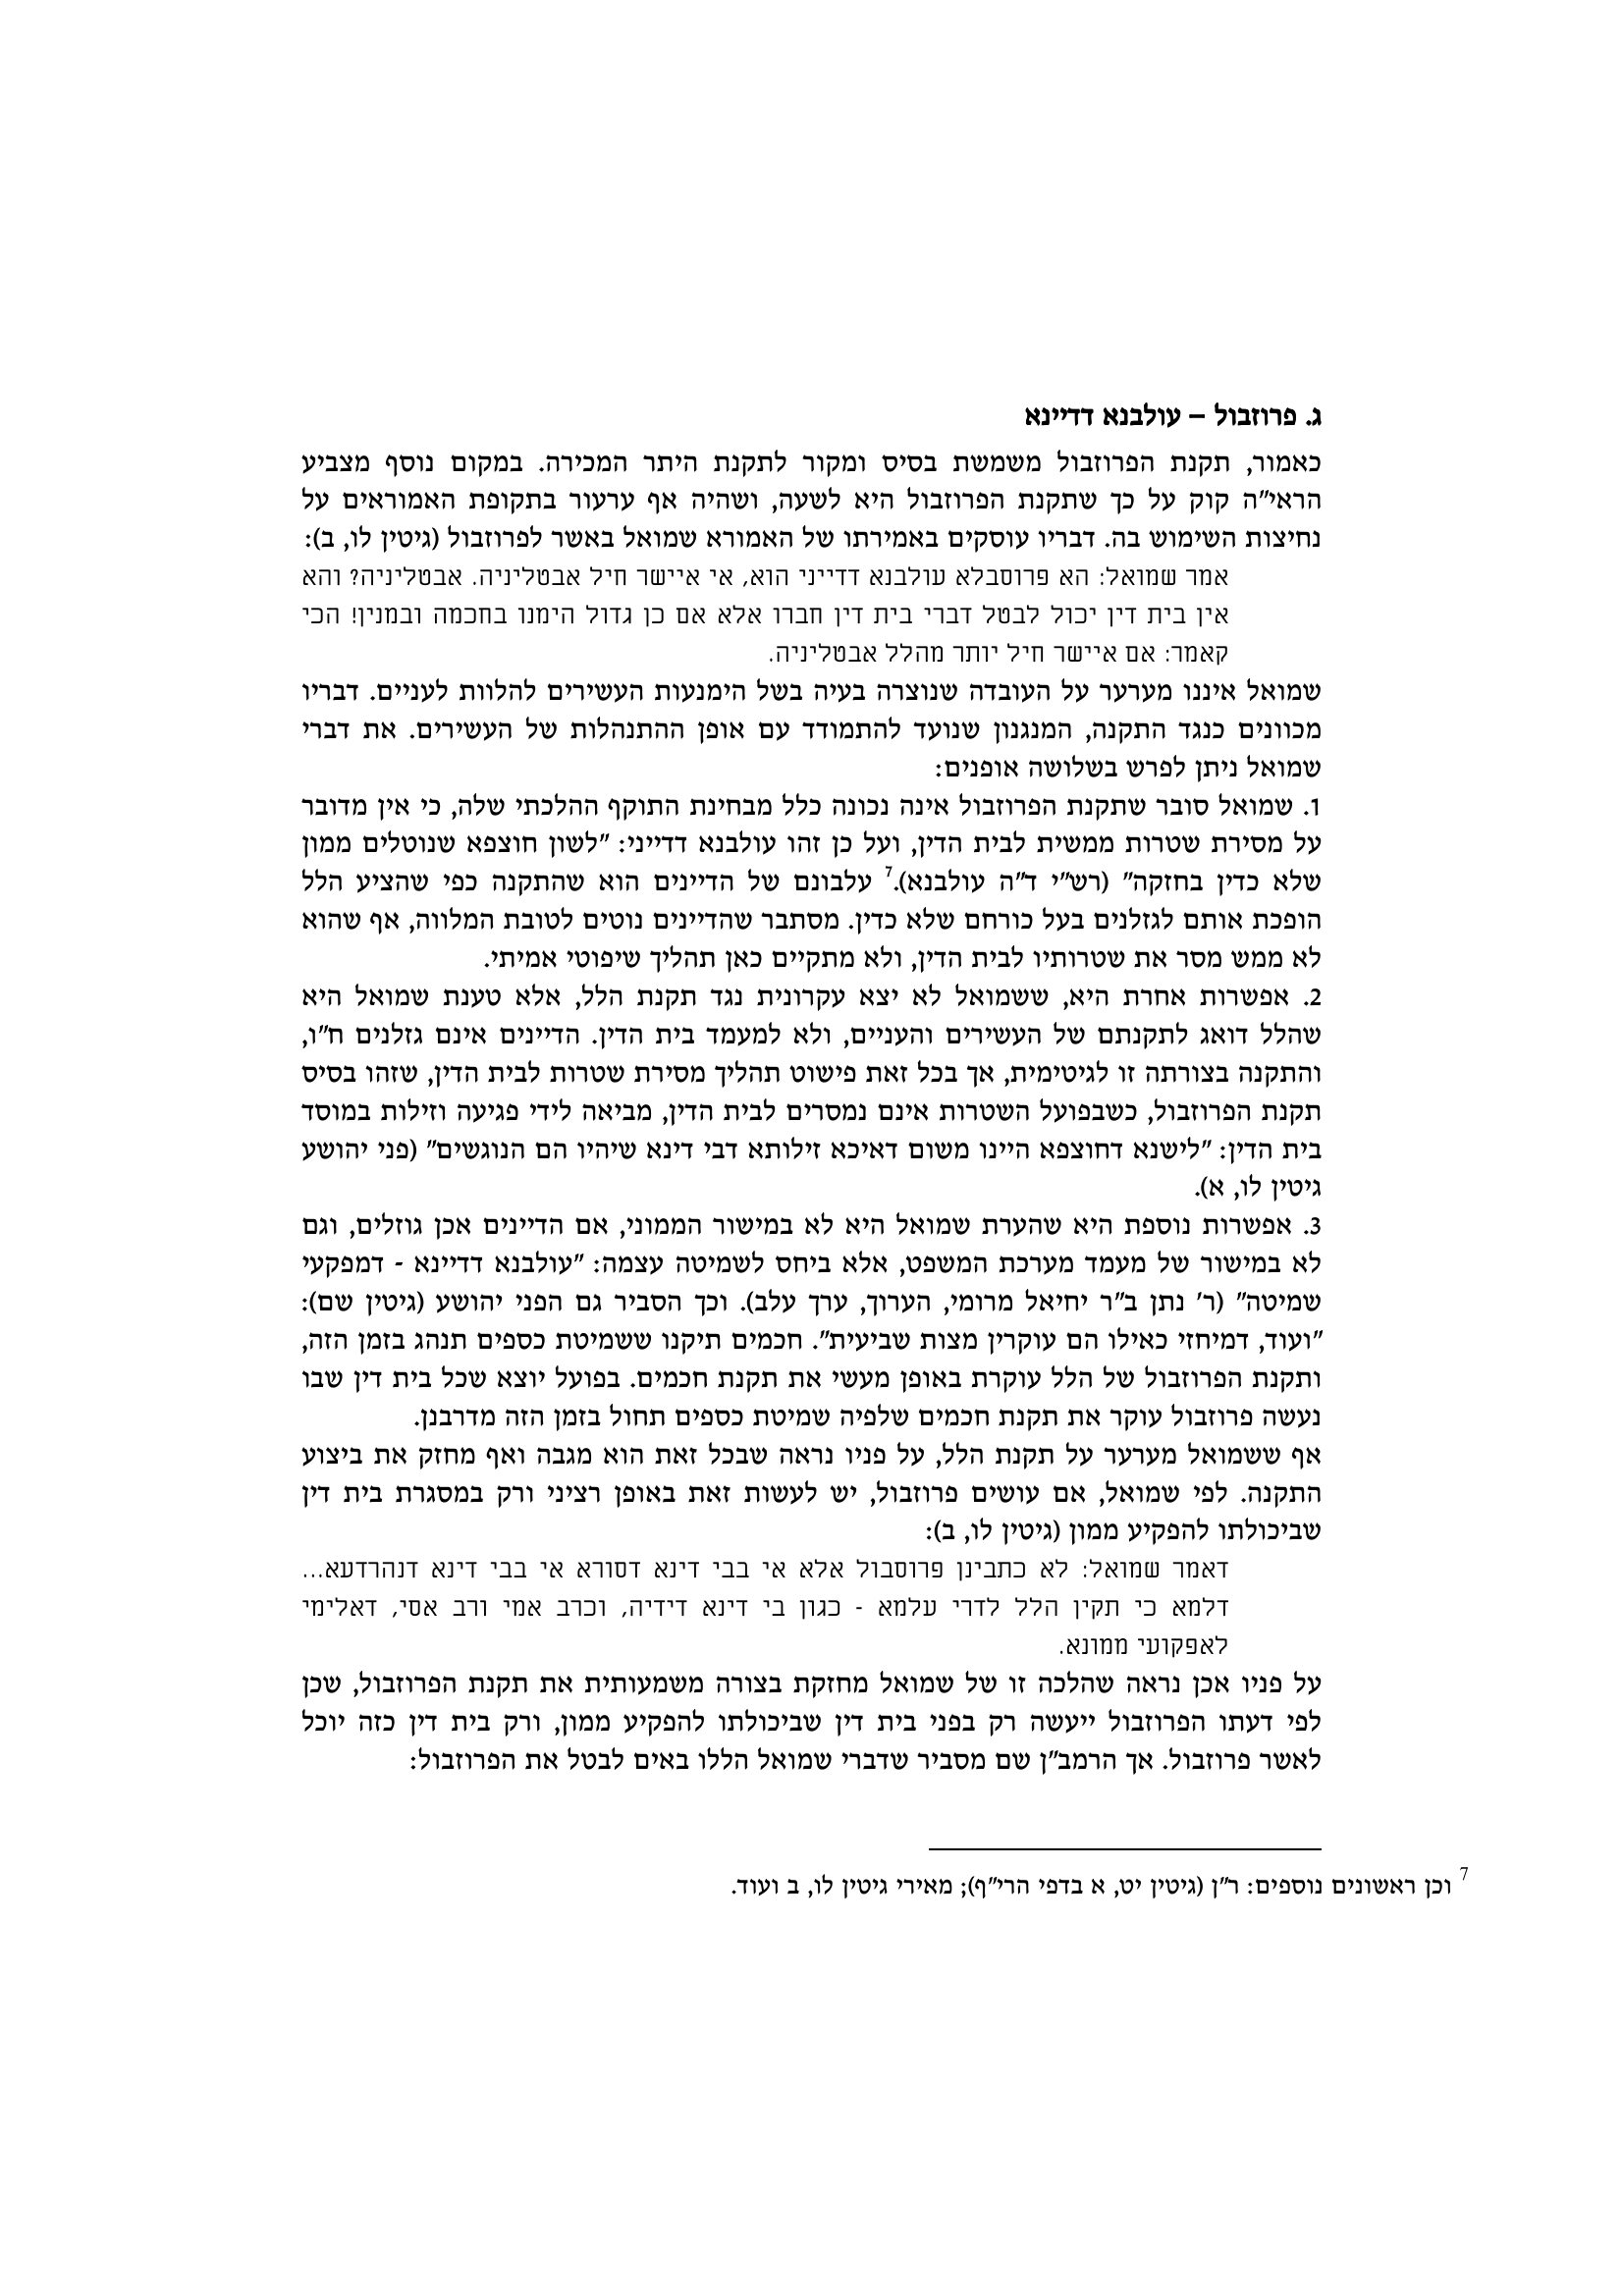 ג. פרוזבול – עולבנא דדיינא
כאמור, תקנת הפרוזבול משמשת בסיס ומקור לתקנת היתר המכירה. במקום נוסף מצביע
הראי"ה קוק על כך שתקנת הפרוזבול היא לשעה, ושהיה אף ערעור בתקופת האמוראים על
נחיצות השימוש בה. דבריו עוסקים באמירתו של האמורא שמואל באשר לפרוזבול (גיטין לו, ב):
אמר שמואל: הא פרוסבלא עולבנא דדייני הוא, אי איישר חיל אבטליניה. אבטליניה? והא
אין בית דין יכול לבטל דברי בית דין חברו אלא אם כן גדול הימנו בחכמה ובמנין! הכי
קאמר: אם איישר חיל יותר מהלל אבטליניה.
שמואל איננו מערער על העובדה שנוצרה בעיה בשל הימנעות העשירים להלוות לעניים. דבריו
מכוונים כנגד התקנה, המנגנון שנועד להתמודד עם אופן ההתנהלות של העשירים. את דברי
שמואל ניתן לפרש בשלושה אופנים:
1. שמואל סובר שתקנת הפרוזבול אינה נכונה כלל מבחינת התוקף ההלכתי שלה, כי אין מדובר
על מסירת שטרות ממשית לבית הדין, ועל כן זהו עולבנא דדייני: "לשון חוצפא שנוטלים ממון
שלא כדין בחזקה" (רש"י ד"ה עולבנא).7 עלבונם של הדיינים הוא שהתקנה כפי שהציע הלל
הופכת אותם לגזלנים בעל כורחם שלא כדין. מסתבר שהדיינים נוטים לטובת המלווה, אף שהוא
לא ממש מסר את שטרותיו לבית הדין, ולא מתקיים כאן תהליך שיפוטי אמיתי.
2. אפשרות אחרת היא, ששמואל לא יצא עקרונית נגד תקנת הלל, אלא טענת שמואל היא
שהלל דואג לתקנתם של העשירים והעניים, ולא למעמד בית הדין. הדיינים אינם גזלנים ח"ו,
והתקנה בצורתה זו לגיטימית, אך בכל זאת פישוט תהליך מסירת שטרות לבית הדין, שזהו בסיס
תקנת הפרוזבול, כשבפועל השטרות אינם נמסרים לבית הדין, מביאה לידי פגיעה וזילות במוסד
בית הדין: "לישנא דחוצפא היינו משום דאיכא זילותא דבי דינא שיהיו הם הנוגשים" (פני יהושע
גיטין לו, א).
3. אפשרות נוספת היא שהערת שמואל היא לא במישור הממוני, אם הדיינים אכן גוזלים, וגם
לא במישור של מעמד מערכת המשפט, אלא ביחס לשמיטה עצמה: "עולבנא דדיינא - דמפקעי
שמיטה" (ר' נתן ב"ר יחיאל מרומי, הערוך, ערך עלב). וכך הסביר גם הפני יהושע (גיטין שם):
"ועוד, דמיחזי כאילו הם עוקרין מצות שביעית". חכמים תיקנו ששמיטת כספים תנהג בזמן הזה,
ותקנת הפרוזבול של הלל עוקרת באופן מעשי את תקנת חכמים. בפועל יוצא שכל בית דין שבו
נעשה פרוזבול עוקר את תקנת חכמים שלפיה שמיטת כספים תחול בזמן הזה מדרבנן.
אף ששמואל מערער על תקנת הלל, על פניו נראה שבכל זאת הוא מגבה ואף מחזק את ביצוע
התקנה. לפי שמואל, אם עושים פרוזבול, יש לעשות זאת באופן רציני ורק במסגרת בית דין
שביכולתו להפקיע ממון (גיטין לו, ב):
דאמר שמואל: לא כתבינן פרוסבול אלא אי בבי דינא דסורא אי בבי דינא דנהרדעא...
דלמא כי תקין הלל לדרי עלמא - כגון בי דינא דידיה, וכרב אמי ורב אסי, דאלימי
לאפקועי ממונא.
על פניו אכן נראה שהלכה זו של שמואל מחזקת בצורה משמעותית את תקנת הפרוזבול, שכן
לפי דעתו הפרוזבול ייעשה רק בפני בית דין שביכולתו להפקיע ממון, ורק בית דין כזה יוכל
לאשר פרוזבול. אך הרמב"ן שם מסביר שדברי שמואל הללו באים לבטל את הפרוזבול:
7 וכן ראשונים נוספים: ר"ן (גיטין יט, א בדפי הרי"ף); מאירי גיטין לו, ב ועוד.